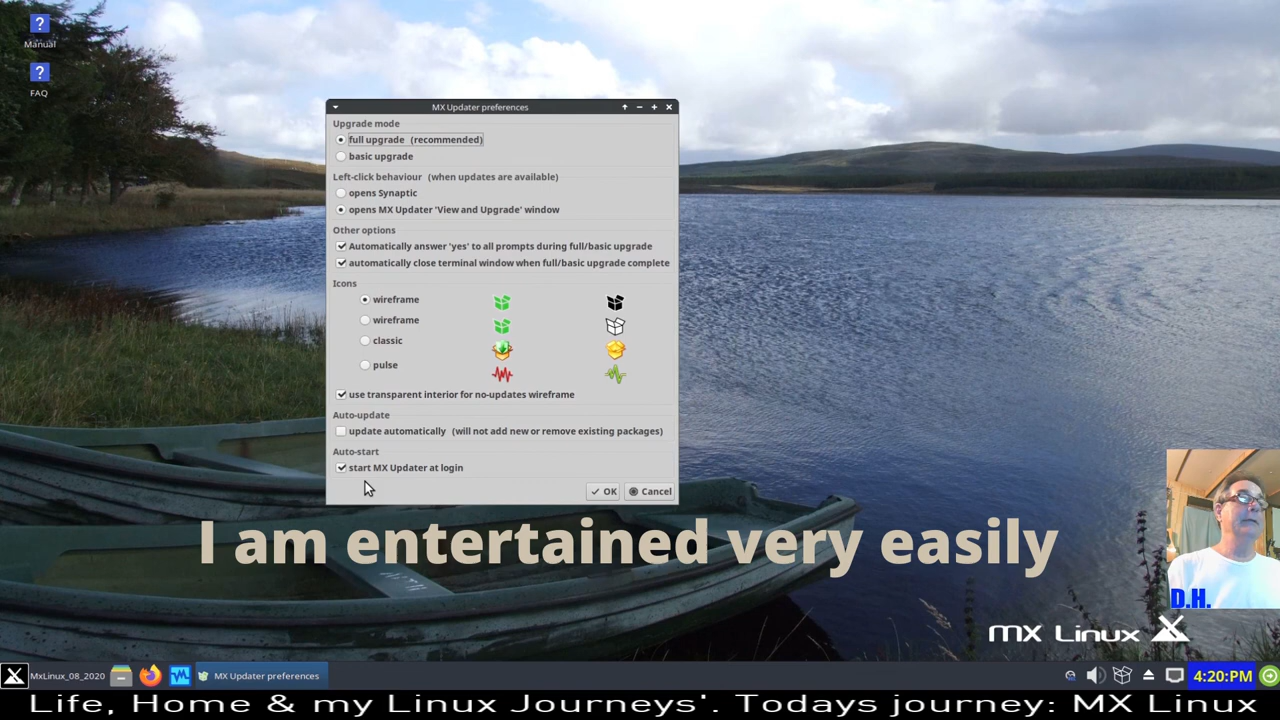 Manual
FAQ
MX Updater preferences
Upgrade mode
full upgrade (recommended)
basic upgrade
Left-click behaviour (when updates are available)
opens Synaptic
opens MX Updater 'View and Upgrade' window
Other options
Automatically answer 'yes' to all prompts during full/basic upgrade
automatically close terminal window when full/basic upgrade complete
Icons
wireframe
wireframe
classic
pulse
use transparent interior for no-updates wireframe
Auto-update
update automatically (will not add new or remove existing packages)
Auto-start
start MX Updater at login
OK Cancel
I am entertained very easily
D.H.
MX Linux
MxLinux_08_2020 MX Updater preferences 4:20:PM
Life, Home & my Linux Journeys'. Todays journey: MX Linux